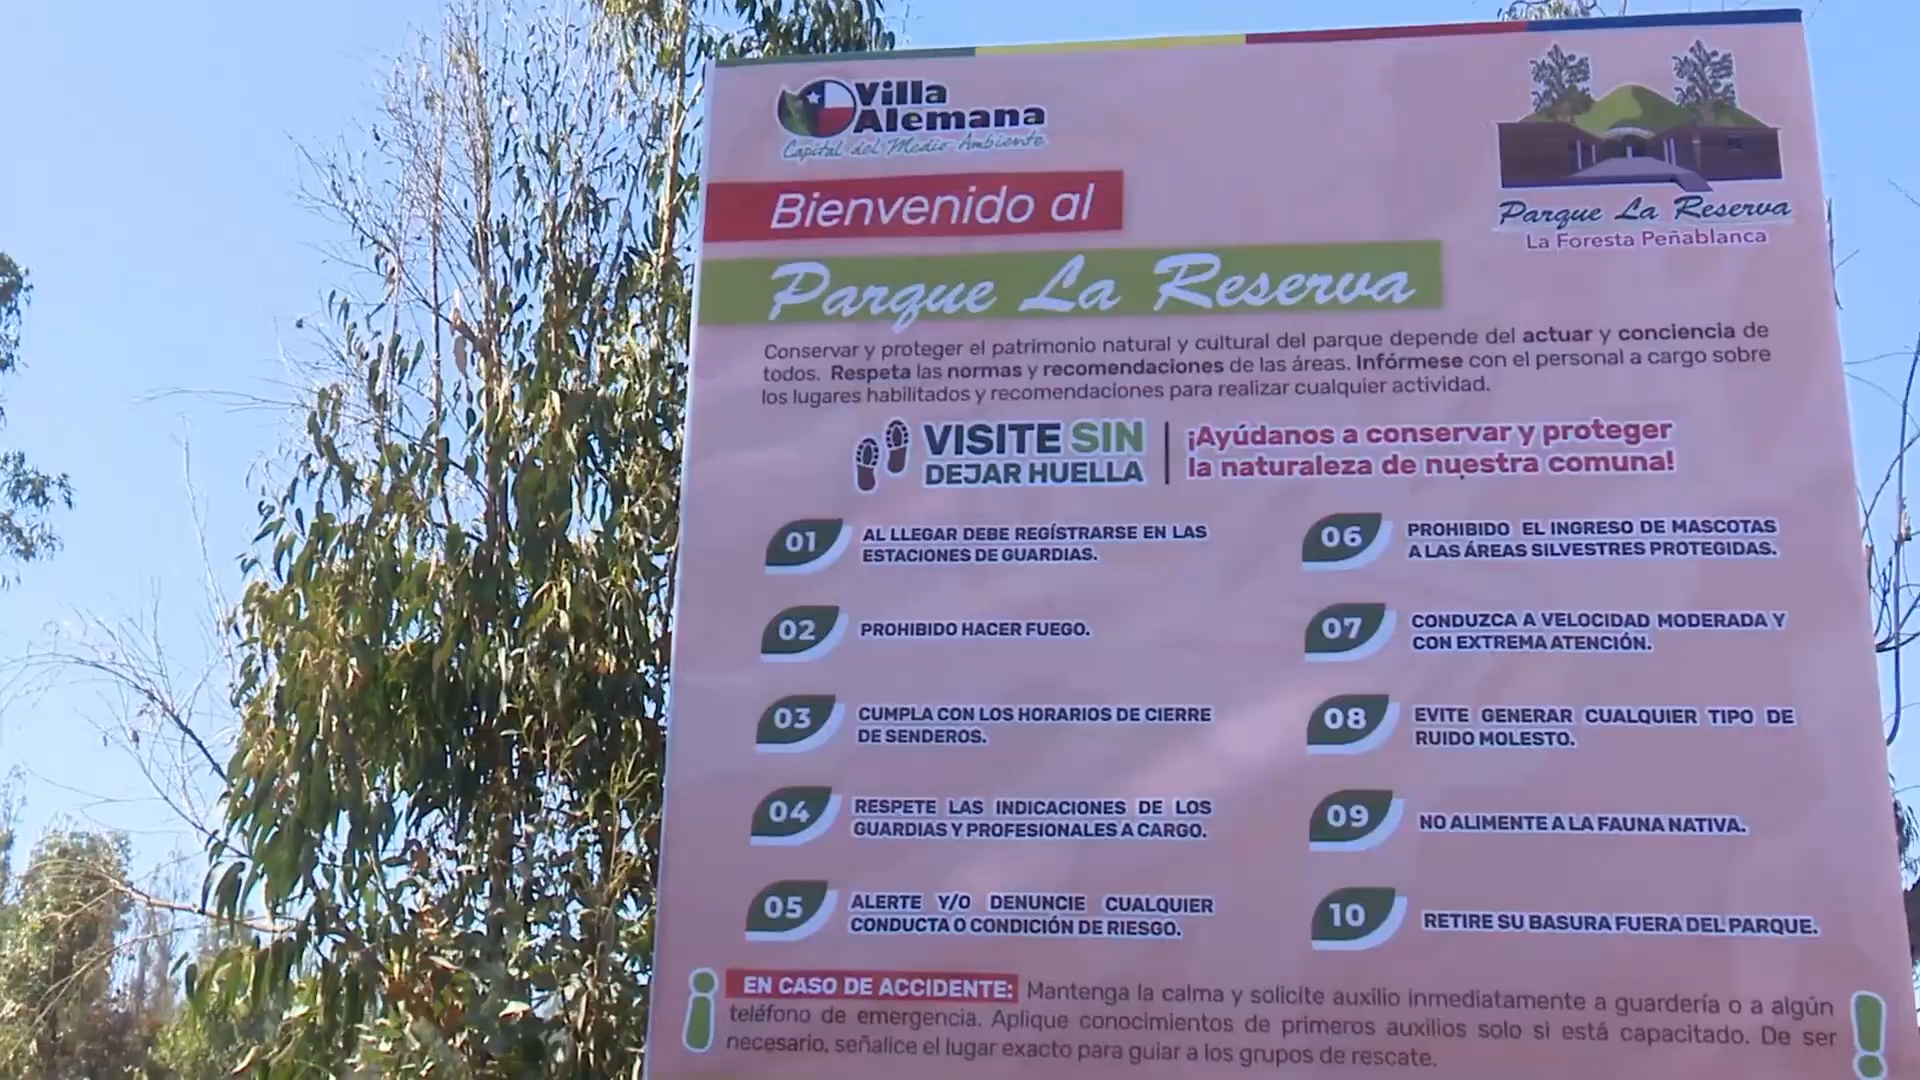 Villa
Alemana
Capital del Medio Ambiente
Parque La Reserva
La Foresta Peñablanca
Bienvenido al
Parque La Reserva
Conservar y proteger el patrimonio natural y cultural del parque depende del actuar y conciencia de
todos. Respeta las normas y recomendaciones de las áreas. Infórmese con el personal a cargo sobre
los lugares habilitados y recomendaciones para realizar cualquier actividad.
VISITE SIN
DEJAR HUELLA
¡Ayúdanos a conservar y proteger
la naturaleza de nuestra comuna!
01 AL LLEGAR DEBE REGÍSTRARSE EN LAS
ESTACIONES DE GUARDIAS.
02 PROHIBIDO HACER FUEGO.
03 CUMPLA CON LOS HORARIOS DE CIERRE
DE SENDEROS.
04 RESPETE LAS INDICACIONES DE LOS
GUARDIAS Y PROFESIONALES A CARGO.
05 ALERTE Y/O DENUNCIE CUALQUIER
CONDUCTA O CONDICIÓN DE RIESGO.
06 PROHIBIDO EL INGRESO DE MASCOTAS
A LAS ÁREAS SILVESTRES PROTEGIDAS.
07 CONDUZCA A VELOCIDAD MODERADA Y
CON EXTREMA ATENCIÓN.
08 EVITE GENERAR CUALQUIER TIPO DE
RUIDO MOLESTO.
09 NO ALIMENTE A LA FAUNA NATIVA.
10 RETIRE SU BASURA FUERA DEL PARQUE.
EN CASO DE ACCIDENTE: Mantenga la calma y solicite auxilio inmediatamente a guardería o a algún
teléfono de emergencia. Aplique conocimientos de primeros auxilios solo si está capacitado. De ser
necesario, señalice el lugar exacto para guiar a los grupos de rescate.